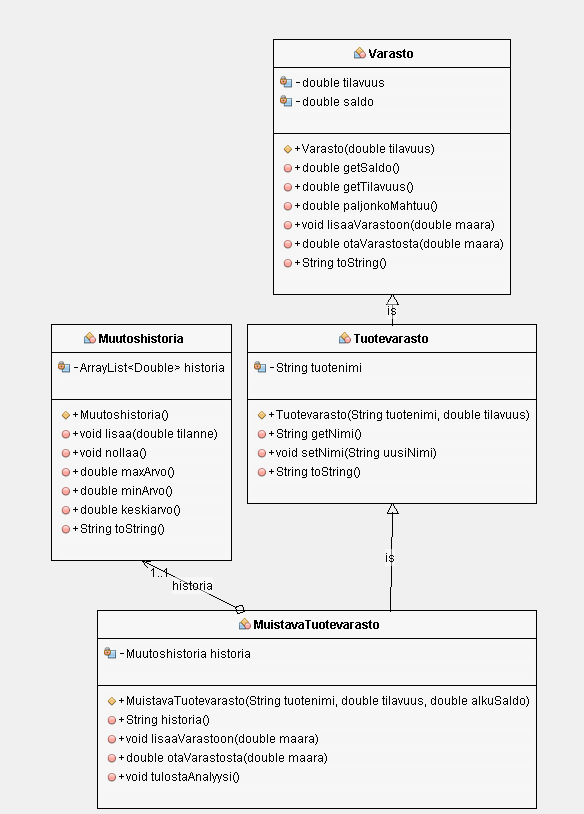 Varasto
- double tilavuus
- double saldo
+ Varasto(double tilavuus)
+ double getSaldo()
+ double getTilavuus()
+ double paljonkoMahtuu()
+ void lisaaVarastoon(double maara)
+ double otaVarastosta(double maara)
+ String toString()
is
Muutoshistoria
- ArrayList<Double> historia
+ Muutoshistoria()
+ void lisaa(double tilanne)
+ void nollaa()
+ double maxArvo()
+ double minArvo()
+ double keskiarvo()
+ String toString()
Tuotevarasto
- String tuotenimi
+ Tuotevarasto(String tuotenimi, double tilavuus)
+ String getNimi()
+ void setNimi(String uusiNimi)
+ String toString()
is
1..1
historia
MuistavaTuotevarasto
- Muutoshistoria historia
+ MuistavaTuotevarasto(String tuotenimi, double tilavuus, double alkuSaldo)
+ String historia()
+ void lisaaVarastoon(double maara)
+ double otaVarastosta(double maara)
+ void tulostaAnalyysi()